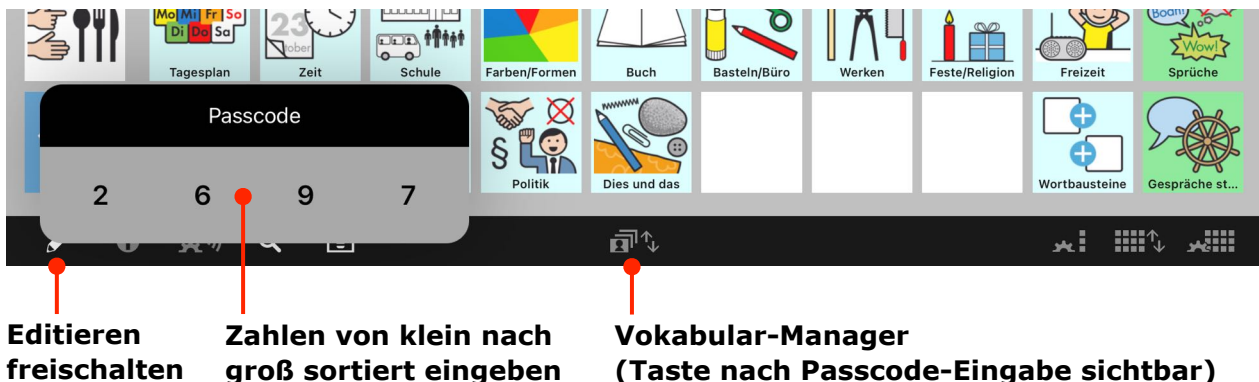 Mo Mi Fr So
Di Do Sa
23
tober
Boah!
Wow!
Tagesplan
Zeit
Schule
Farben/Formen
Buch
Basteln/Büro
Werken
Feste/Religion
Freizeit
Sprüche
Passcode
2 6 9 7
§
Politik
Dies und das
Wortbausteine
Gespräche st...
Editieren
freischalten
Zahlen von klein nach
groß sortiert eingeben
Vokabular-Manager
(Taste nach Passcode-Eingabe sichtbar)